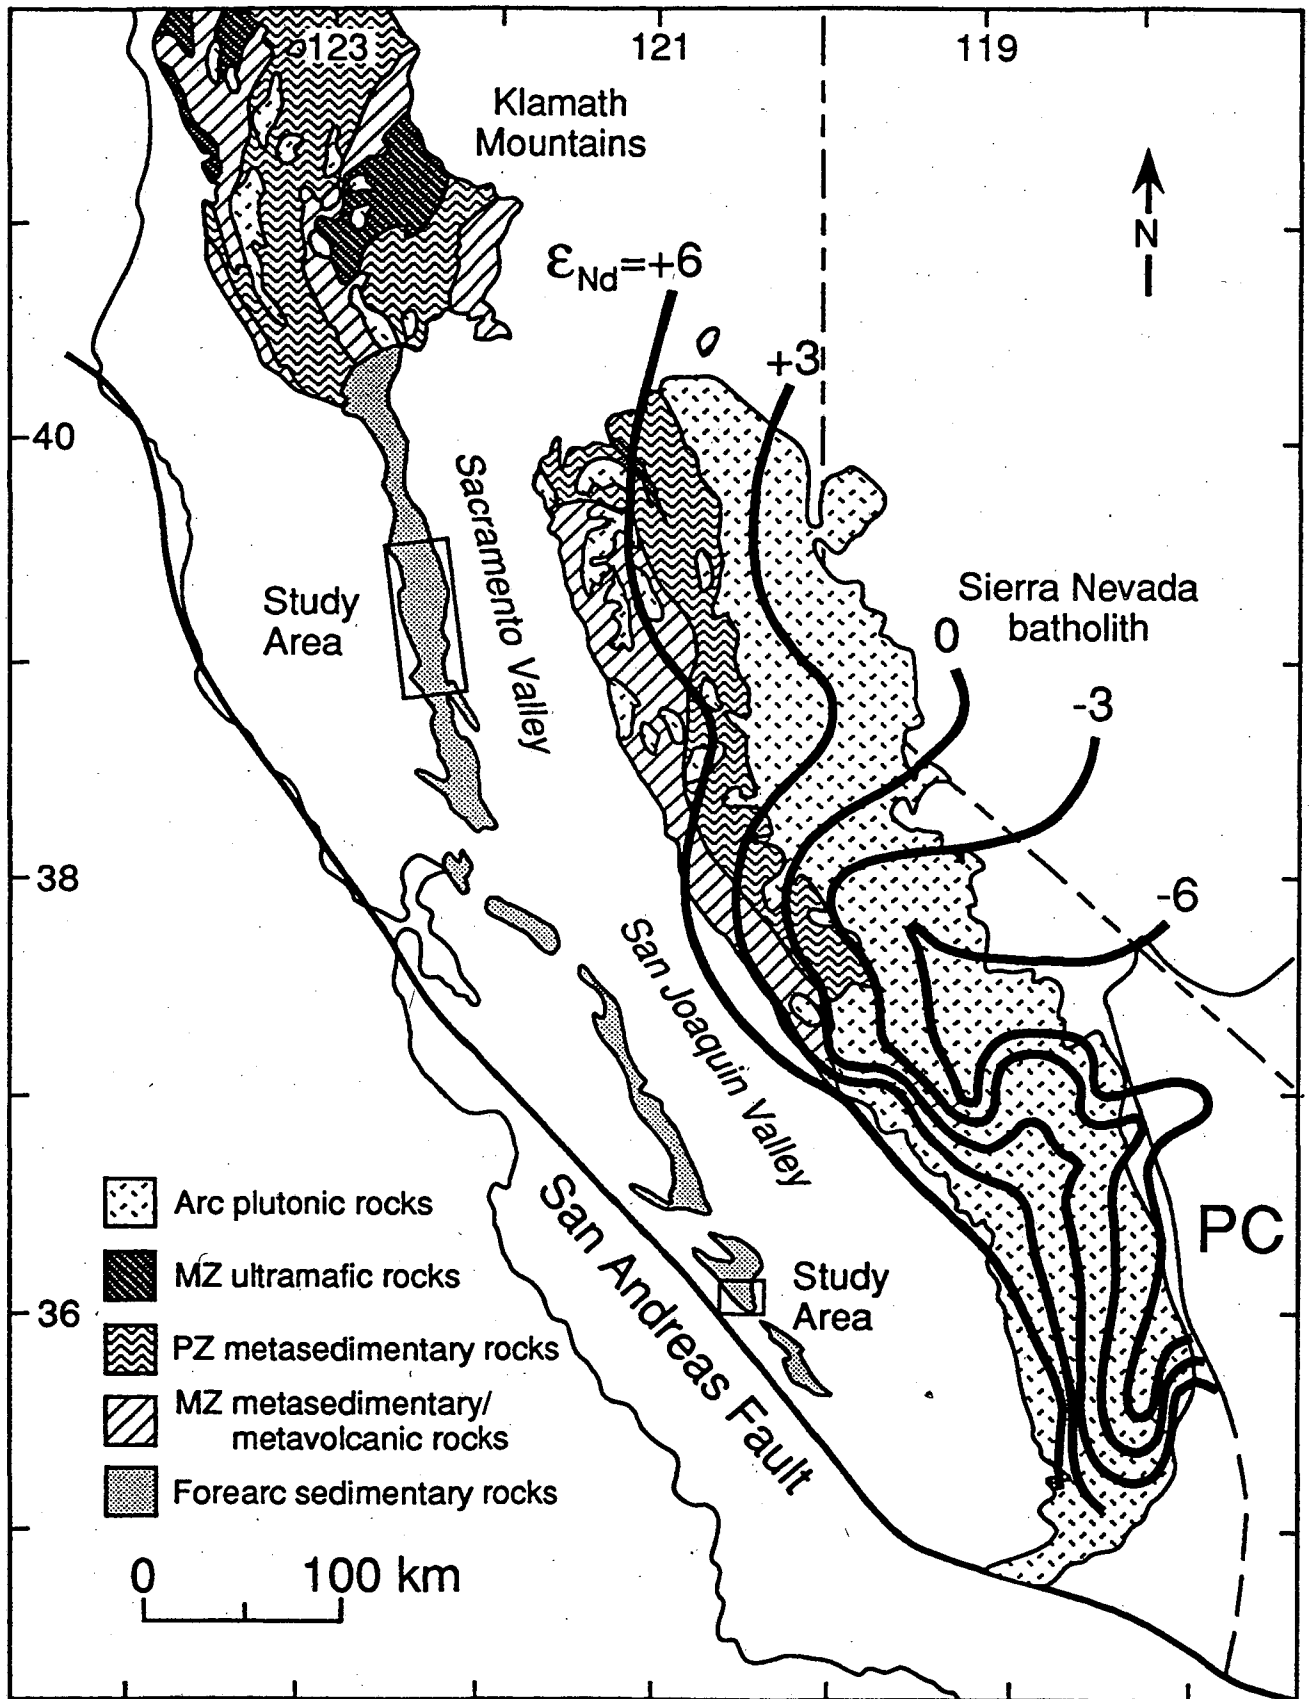 123
121
119
Klamath
Mountains
N
εNd=+6
+3
40
Sacramento Valley
Study
Area
Sierra Nevada
batholith
0
-3
38
-6
San Joaquin Valley
San Andreas Fault
PC
Study
Area
36
Arc plutonic rocks
MZ ultramafic rocks
PZ metasedimentary rocks
MZ metasedimentary/
metavolcanic rocks
Forearc sedimentary rocks
0 100 km